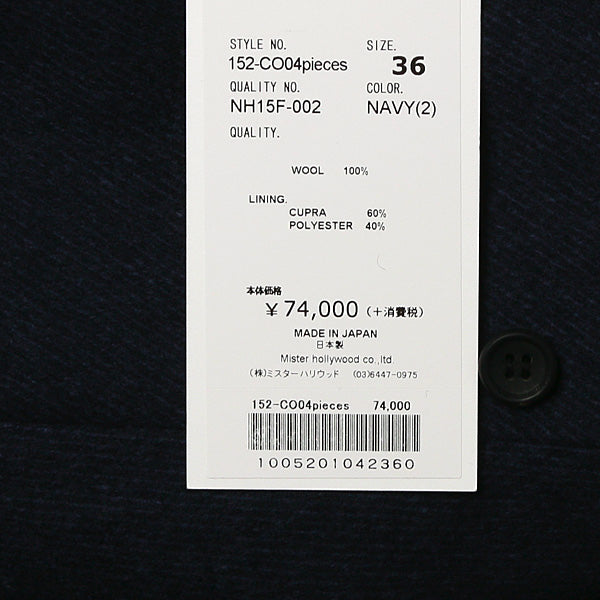 STYLE NO. SIZE.
152-CO04pieces 36
QUALITY NO. COLOR.
NH15F-002 NAVY(2)
QUALITY.
WOOL 100%
LINING.
CUPRA 60%
POLYESTER 40%
本体価格
¥ 74,000 (+消費税)
MADE IN JAPAN
日本製
Mister hollywood co.,ltd.
(株)ミスターハリウッド (03)6447-0975
152-CO04pieces 74,000
1005201042360